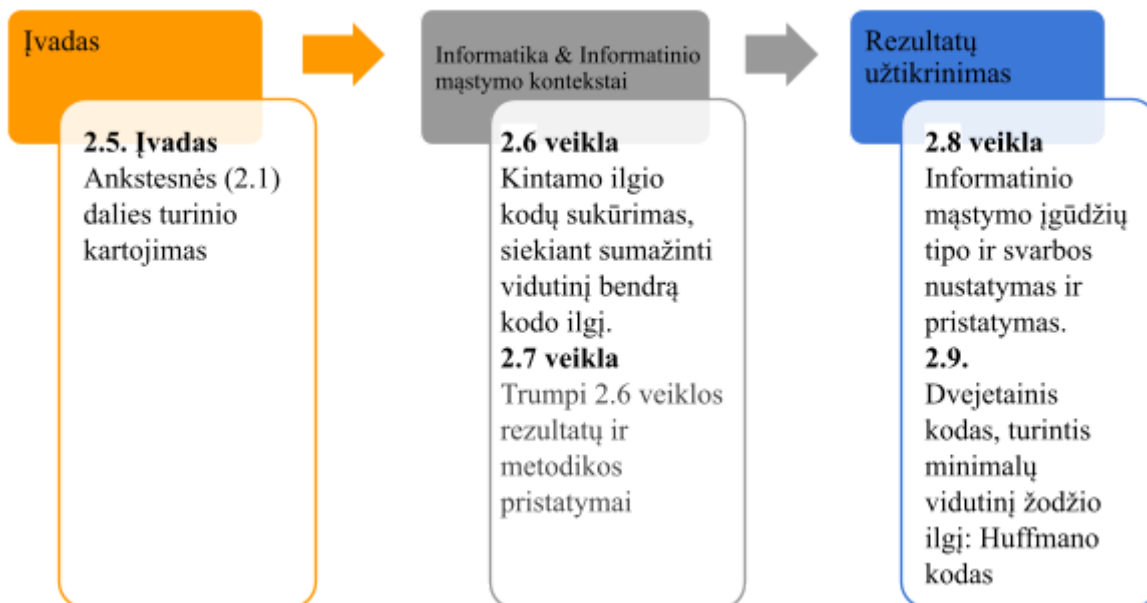 Įvadas
2.5. Įvadas
Ankstesnės (2.1)
dalies turinio
kartojimas
Informatika & Informatinio
mąstymo kontekstai
2.6 veikla
Kintamo ilgio
kodų sukūrimas,
siekiant sumažinti
vidutinį bendrą
kodo ilgį.
2.7 veikla
Trumpi 2.6 veiklos
rezultatų ir
metodikos
pristatymai
Rezultatų
užtikrinimas
2.8 veikla
Informatinio
mąstymo įgūdžių
tipo ir svarbos
nustatymas ir
pristatymas.
2.9.
Dvejetainis
kodas, turintis
minimalų
vidutinį žodžio
ilgį: Huffmano
kodas